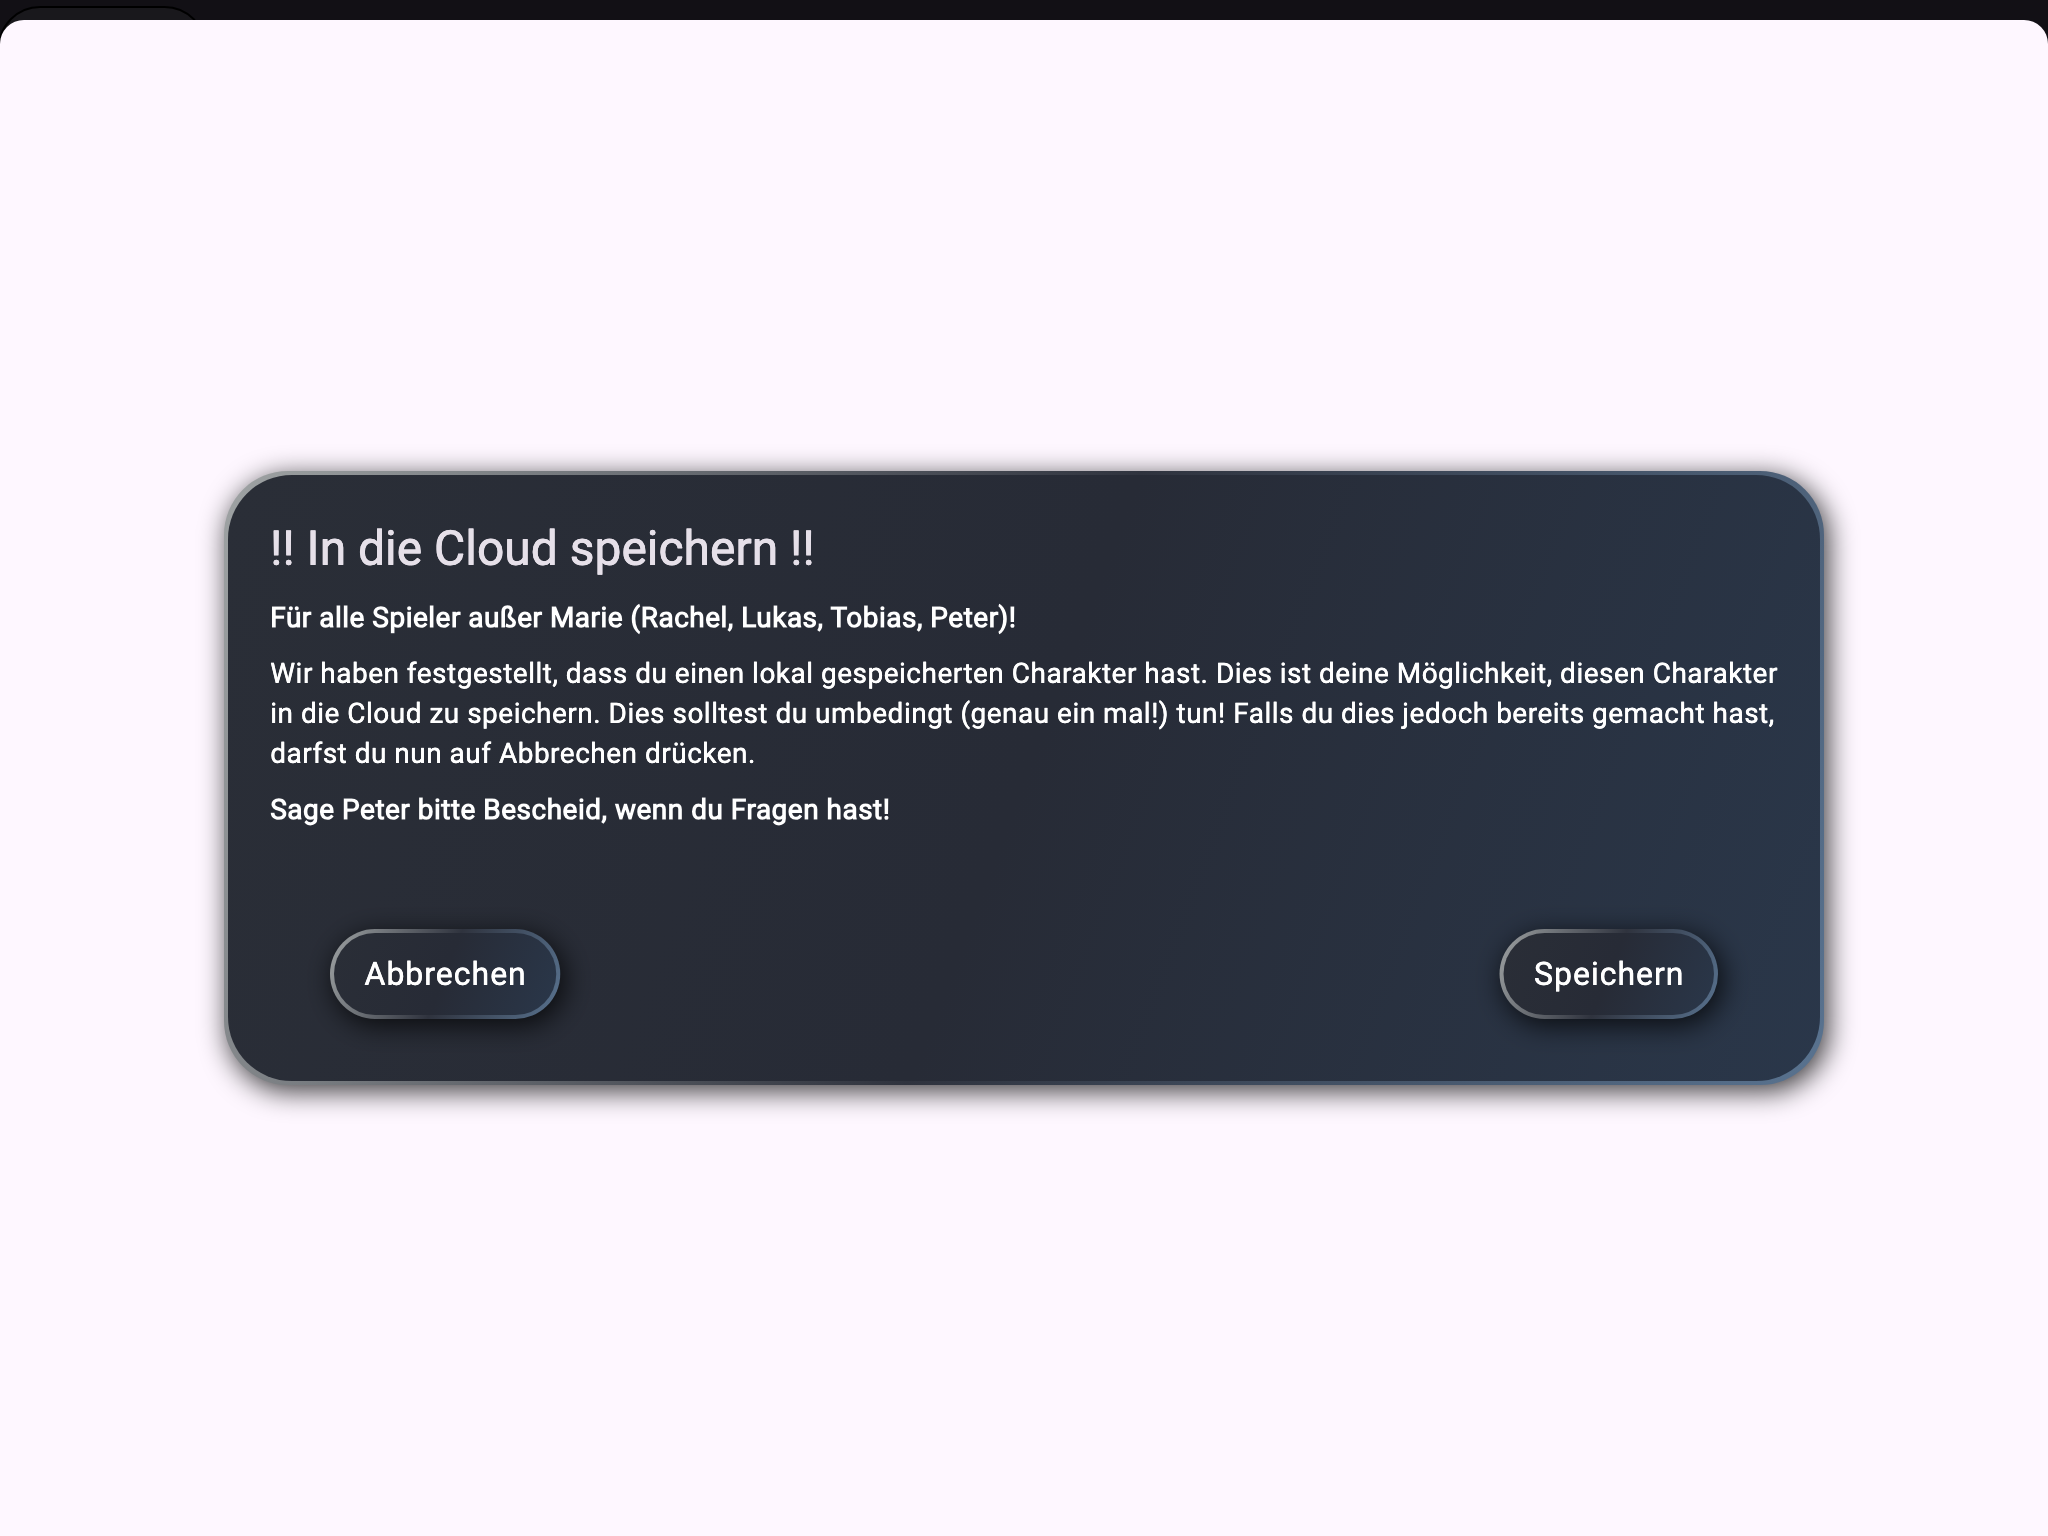 !! In die Cloud speichern !!
Für alle Spieler außer Marie (Rachel, Lukas, Tobias, Peter)!
Wir haben festgestellt, dass du einen lokal gespeicherten Charakter hast. Dies ist deine Möglichkeit, diesen Charakter
in die Cloud zu speichern. Dies solltest du umbedingt (genau ein mal!) tun! Falls du dies jedoch bereits gemacht hast,
darfst du nun auf Abbrechen drücken.
Sage Peter bitte Bescheid, wenn du Fragen hast!
Abbrechen
Speichern